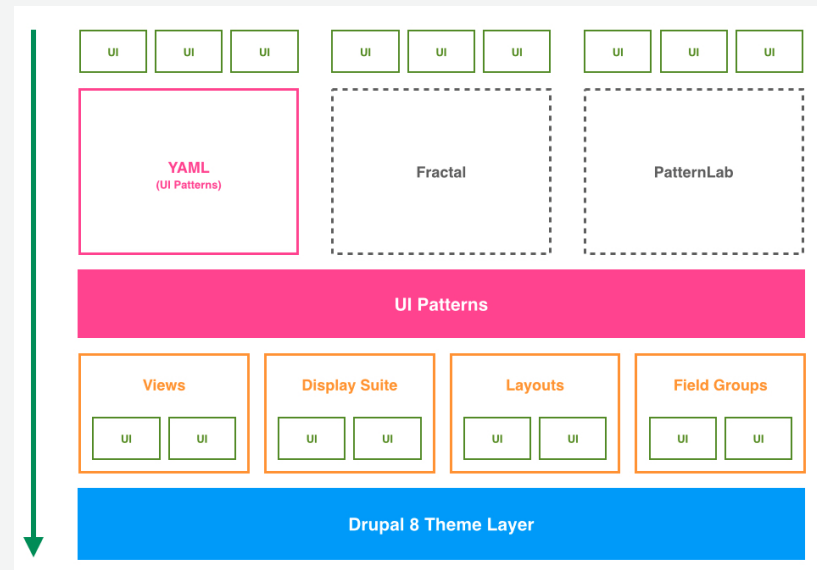 UI UI UI UI UI UI UI UI UI
YAML
(UI Patterns)
Fractal
PatternLab
UI Patterns
Views
Display Suite
Layouts
Field Groups
UI UI UI UI UI UI UI UI
Drupal 8 Theme Layer